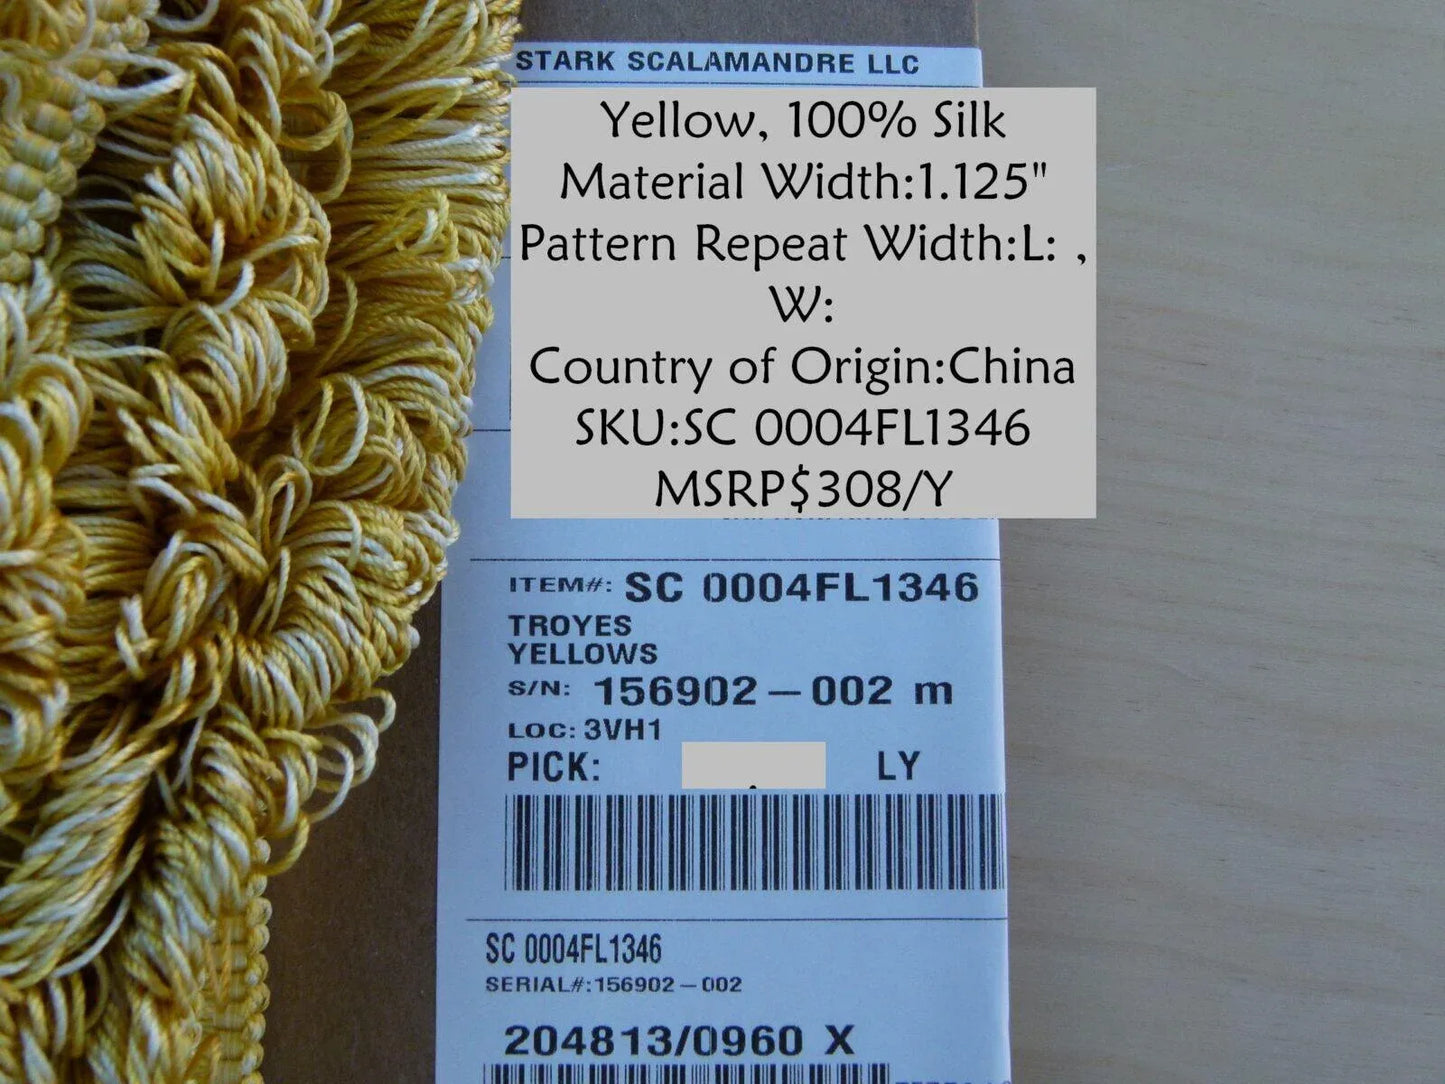 STARK SCALAMANDRE LLC
Yellow, 100% Silk
Material Width:1.125"
Pattern Repeat Width:L: ,
W:
Country of Origin:China
SKU:SC 0004FL1346
MSRP$308/Y
ITEM#: SC 0004FL1346
TROYES
YELLOWS
S/N: 156902-002 m
LOC: 3VH1
PICK: LY
SC 0004FL1346
SERIAL#:156902-002
204813/0960 X